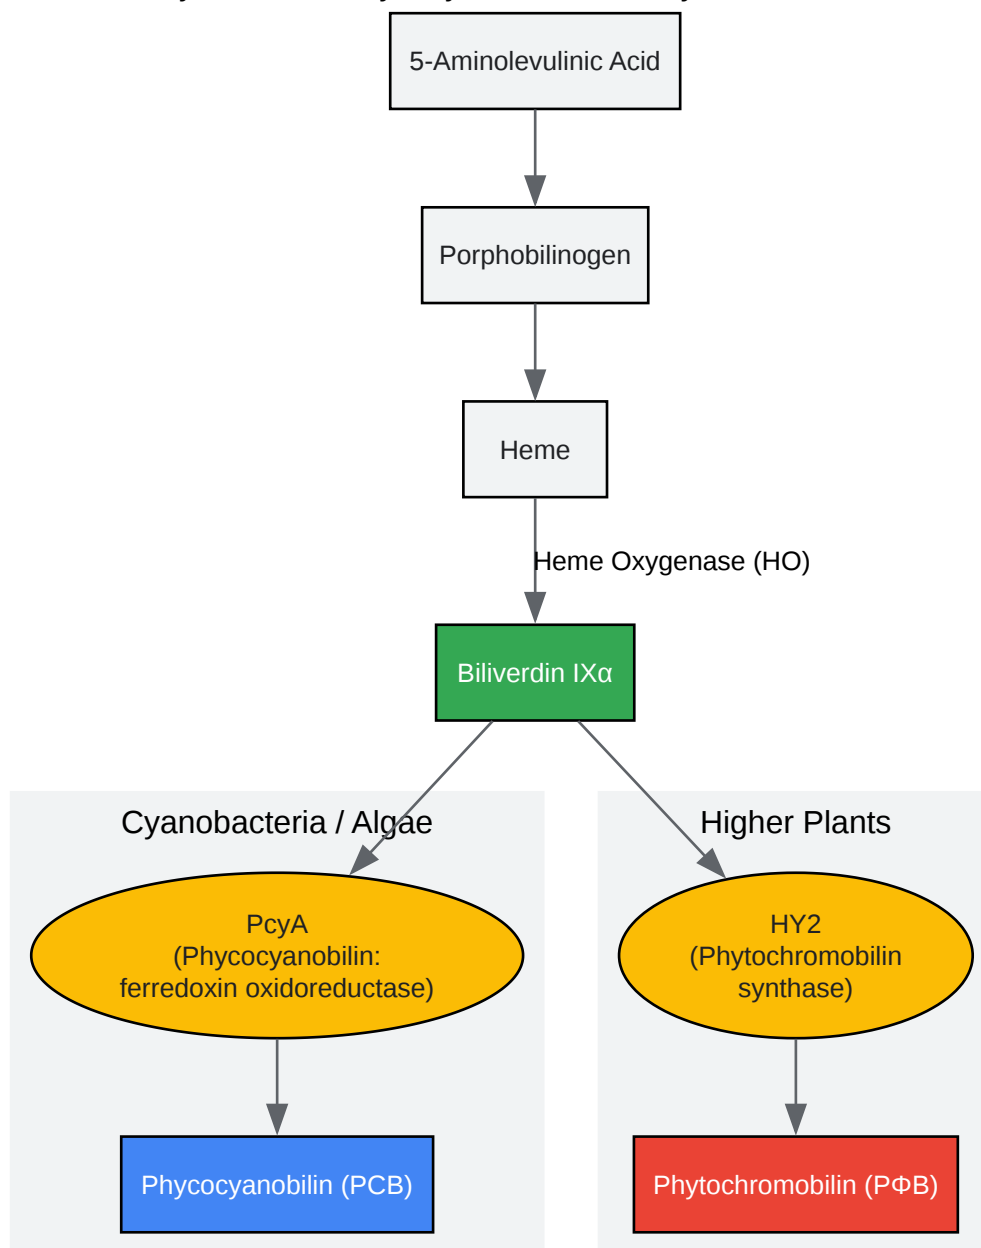 5-Aminolevulinic Acid
Porphobilinogen
Heme
Heme Oxygenase (HO)
Biliverdin IXα
Cyanobacteria / Algae
Higher Plants
PcyA
(Phycocyanobilin:
ferredoxin oxidoreductase)
HY2
(Phytochromobilin
synthase)
Phycocyanobilin (PCB)
Phytochromobilin (PΦB)